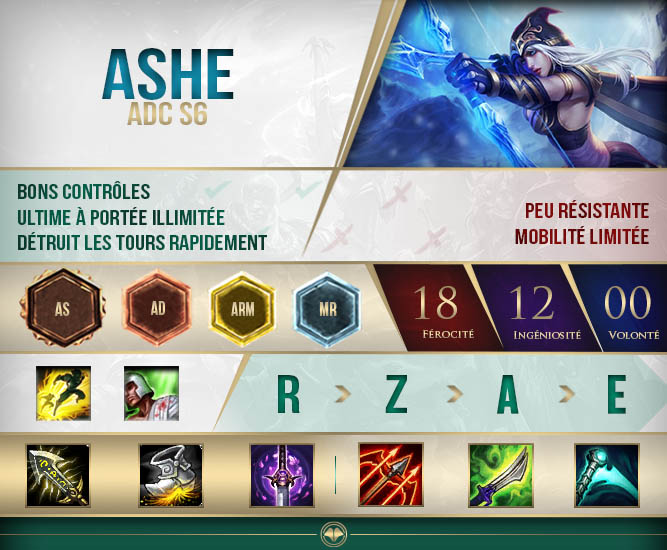 ASHE
ADC S6
BONS CONTRÔLES
ULTIME À PORTÉE ILLIMITÉE
DÉTRUIT LES TOURS RAPIDEMENT
PEU RÉSISTANTE
MOBILITÉ LIMITÉE
AS AD ARM MR
18 12 00
FÉROCITÉ INGÉNIOSITÉ VOLONTÉ
R > Z > A > E